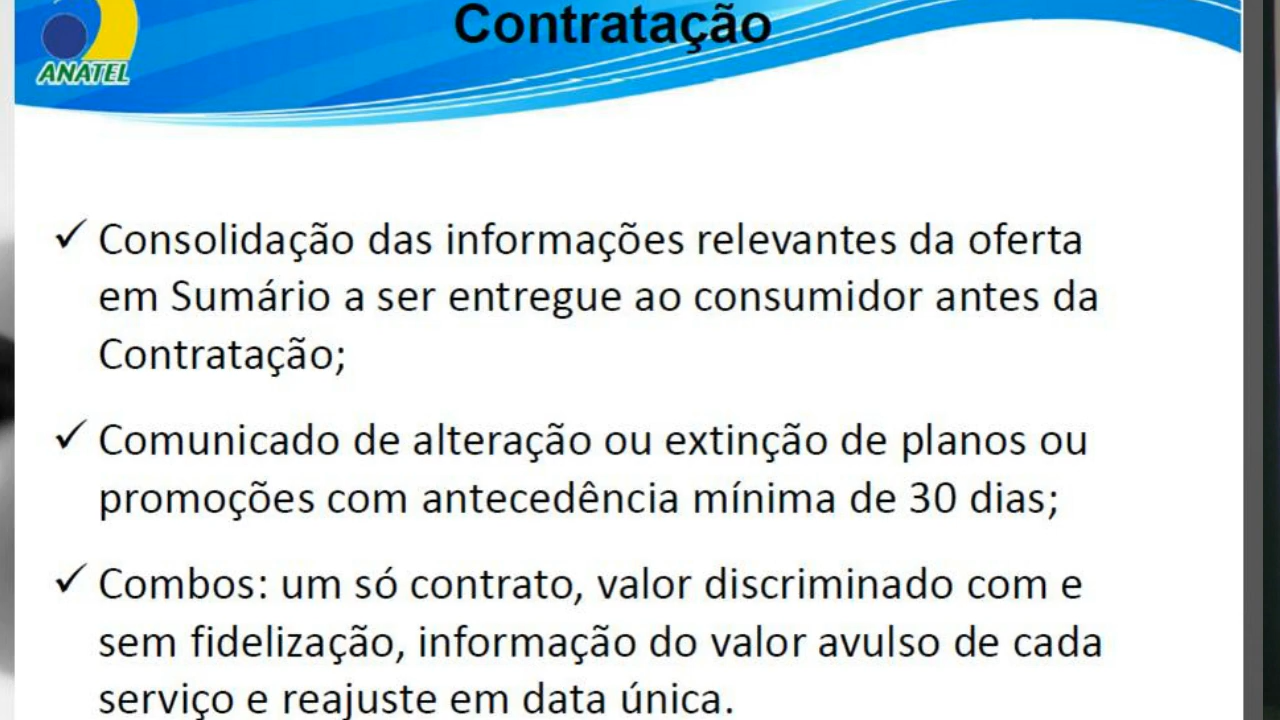 Contratação
ANATEL
✓ Consolidação das informações relevantes da oferta
em Sumário a ser entregue ao consumidor antes da
Contratação;
✓ Comunicado de alteração ou extinção de planos ou
promoções com antecedência mínima de 30 dias;
✓ Combos: um só contrato, valor discriminado com e
sem fidelização, informação do valor avulso de cada
serviço e reajuste em data única.